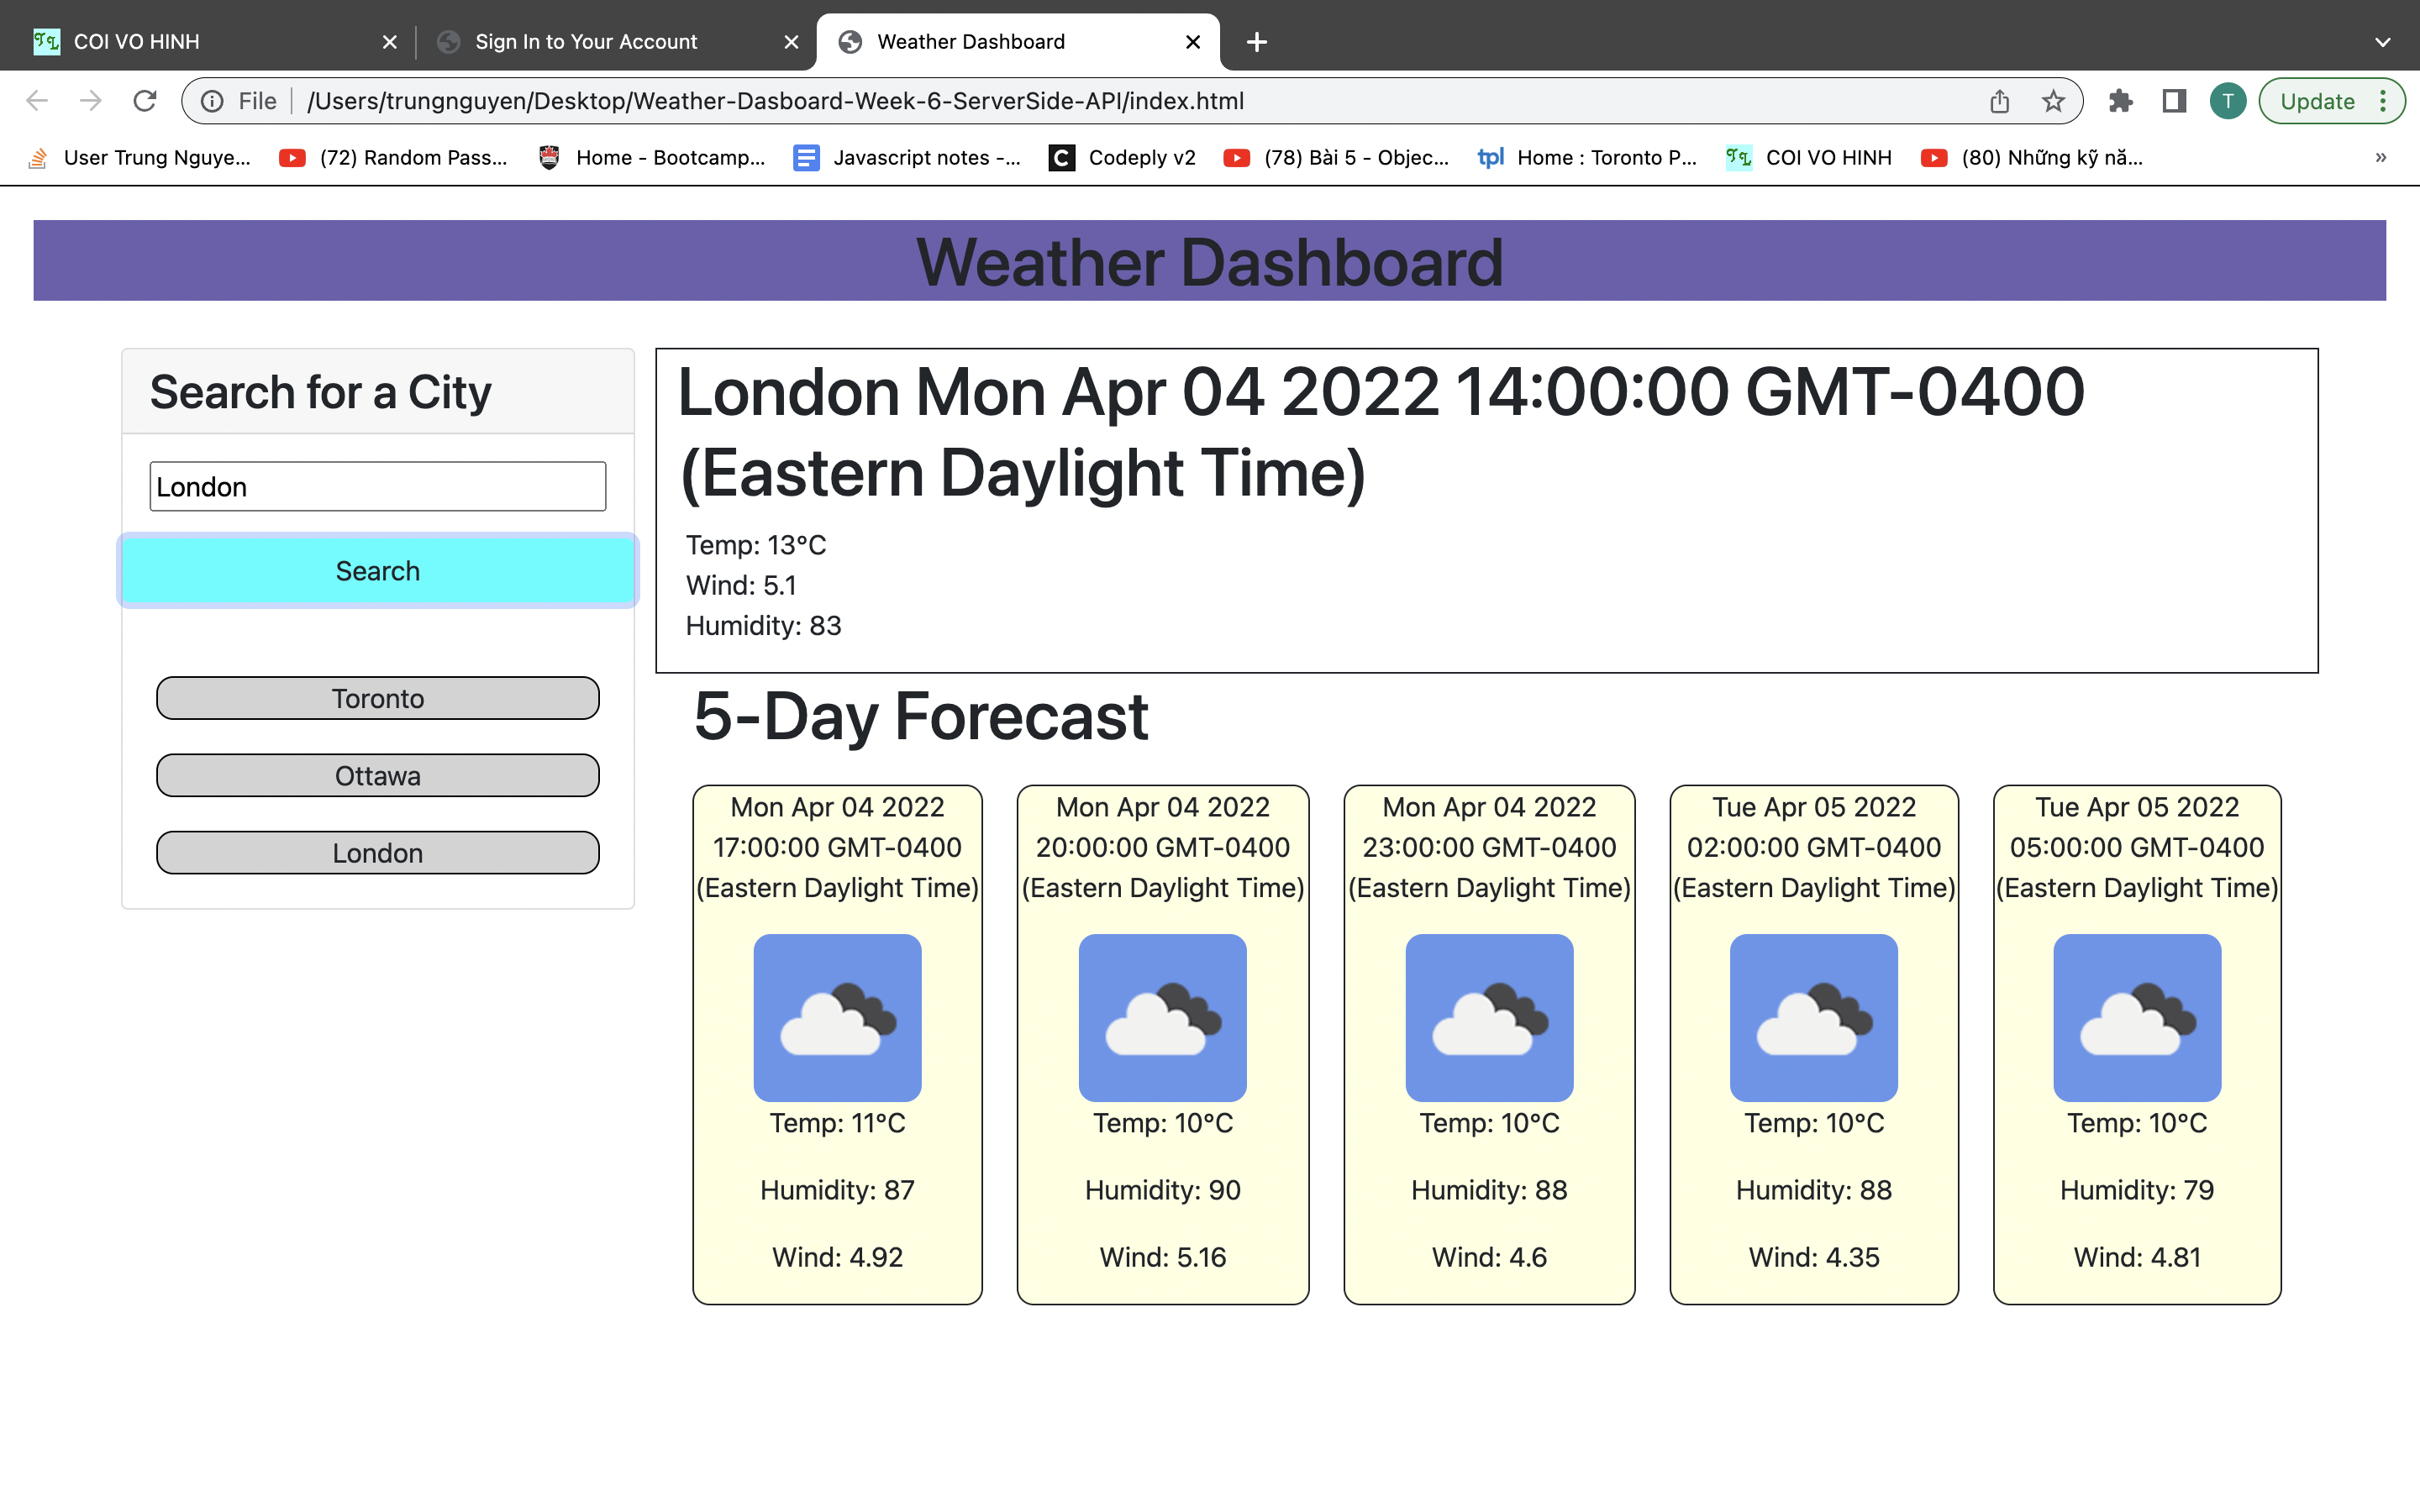 COI VO HINH
Sign In to Your Account
Weather Dashboard
File
/Users/trungnguyen/Desktop/Weather-Dasboard-Week-6-ServerSide-API/index.html
T
Update
User Trung Nguye...
(72) Random Pass...
Home - Bootcamp...
Javascript notes -...
C
Codeply v2
(78) Bài 5 - Objec...
tpl
Home : Toronto P...
COI VO HINH
(80) Những kỹ nă...
»
Weather Dashboard
Search for a City
London
Search
Toronto
Ottawa
London
London Mon Apr 04 2022 14:00:00 GMT-0400
(Eastern Daylight Time)
Temp: 13°C
Wind: 5.1
Humidity: 83
5-Day Forecast
Mon Apr 04 2022
17:00:00 GMT-0400
(Eastern Daylight Time)
Temp: 11°C
Humidity: 87
Wind: 4.92
Mon Apr 04 2022
20:00:00 GMT-0400
(Eastern Daylight Time)
Temp: 10°C
Humidity: 90
Wind: 5.16
Mon Apr 04 2022
23:00:00 GMT-0400
(Eastern Daylight Time)
Temp: 10°C
Humidity: 88
Wind: 4.6
Tue Apr 05 2022
02:00:00 GMT-0400
(Eastern Daylight Time)
Temp: 10°C
Humidity: 88
Wind: 4.35
Tue Apr 05 2022
05:00:00 GMT-0400
(Eastern Daylight Time)
Temp: 10°C
Humidity: 79
Wind: 4.81